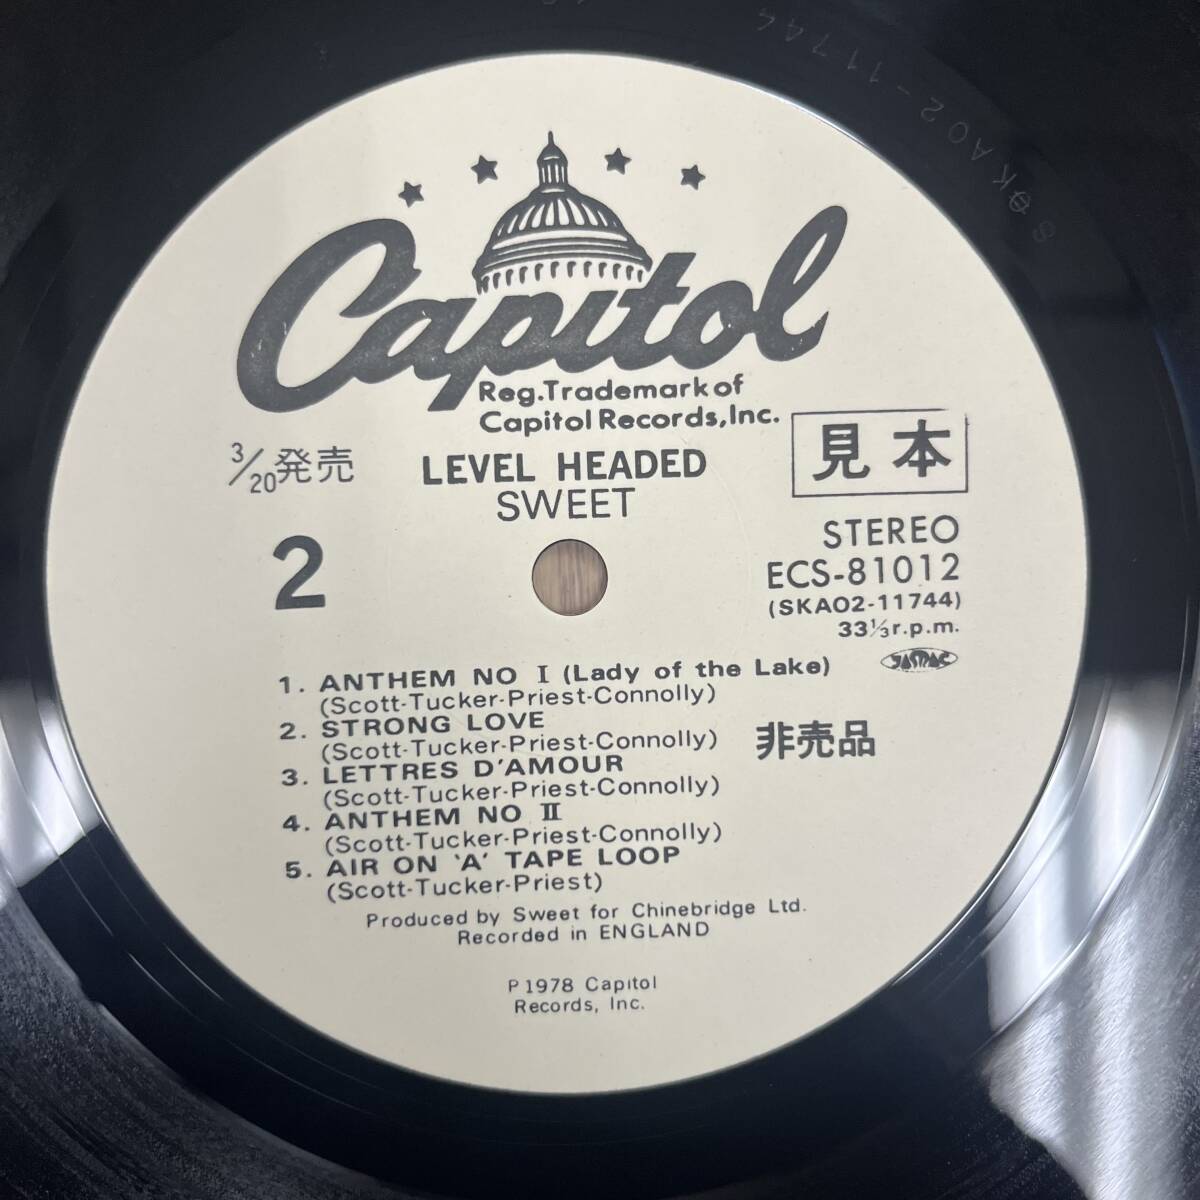 SKA02-11744
Capitol
Reg.Trademark of
Capitol Records,Inc.
3/20発売
LEVEL HEADED
SWEET
見本
2
STEREO
ECS-81012
(SKAO2-11744)
33⅓r.p.m.
JASRAC
1. ANTHEM NO I (Lady of the Lake)
(Scott-Tucker-Priest-Connolly)
2. STRONG LOVE
(Scott-Tucker-Priest-Connolly)
非売品
3. LETTRES D'AMOUR
(Scott-Tucker-Priest-Connolly)
4. ANTHEM NO II
(Scott-Tucker-Priest-Connolly)
5. AIR ON 'A' TAPE LOOP
(Scott-Tucker-Priest)
Produced by Sweet for Chinebridge Ltd.
Recorded in ENGLAND
P 1978 Capitol
Records, Inc.